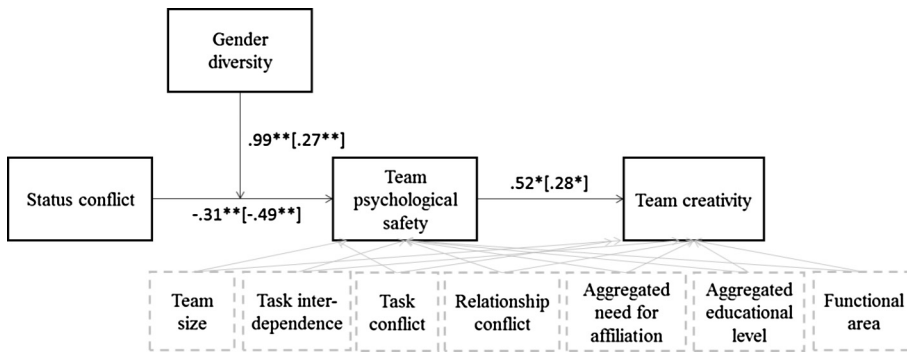 Gender
diversity
.99**[.27**]
Status conflict
-.31**[-.49**]
Team
psychological
safety
.52*[.28*]
Team creativity
Team
size
Task inter-
dependence
Task
conflict
Relationship
conflict
Aggregated
need for
affiliation
Aggregated
educational
level
Functional
area